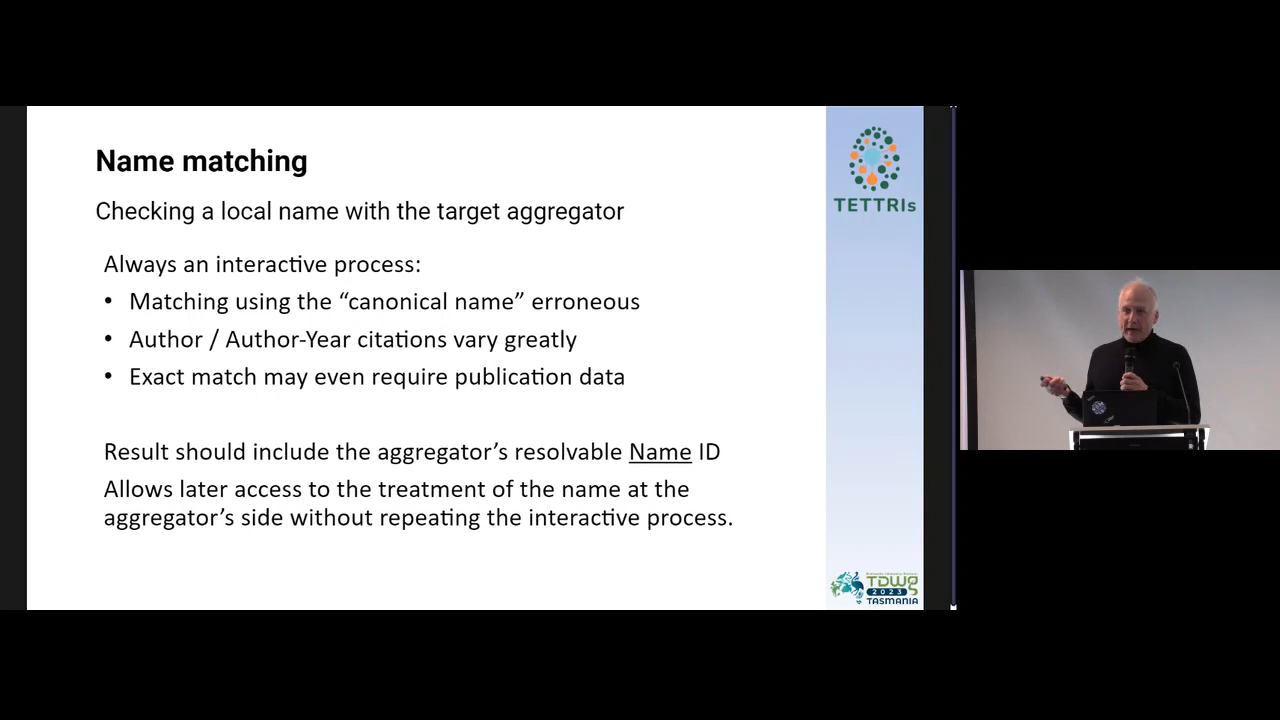 Name matching
Checking a local name with the target aggregator
Always an interactive process:
• Matching using the “canonical name” erroneous
• Author / Author-Year citations vary greatly
• Exact match may even require publication data
Result should include the aggregator’s resolvable Name ID
Allows later access to the treatment of the name at the
aggregator’s side without repeating the interactive process.
TETTRIs
TDWG
2023
TASMANIA